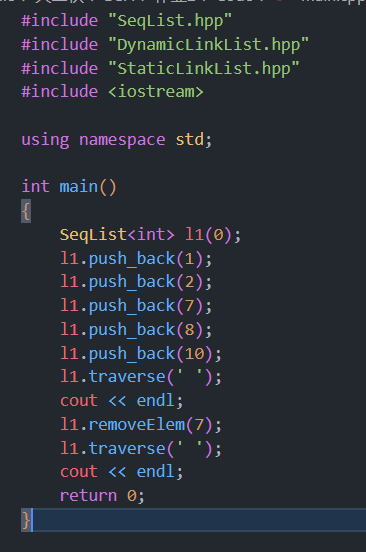 #include "SeqList.hpp"
#include "DynamicLinkList.hpp"
#include "StaticLinkList.hpp"
#include <iostream>
using namespace std;
int main()
{
SeqList<int> l1(0);
l1.push_back(1);
l1.push_back(2);
l1.push_back(7);
l1.push_back(8);
l1.push_back(10);
l1.traverse(' ');
cout << endl;
l1.removeElem(7);
l1.traverse(' ');
cout << endl;
return 0;
}